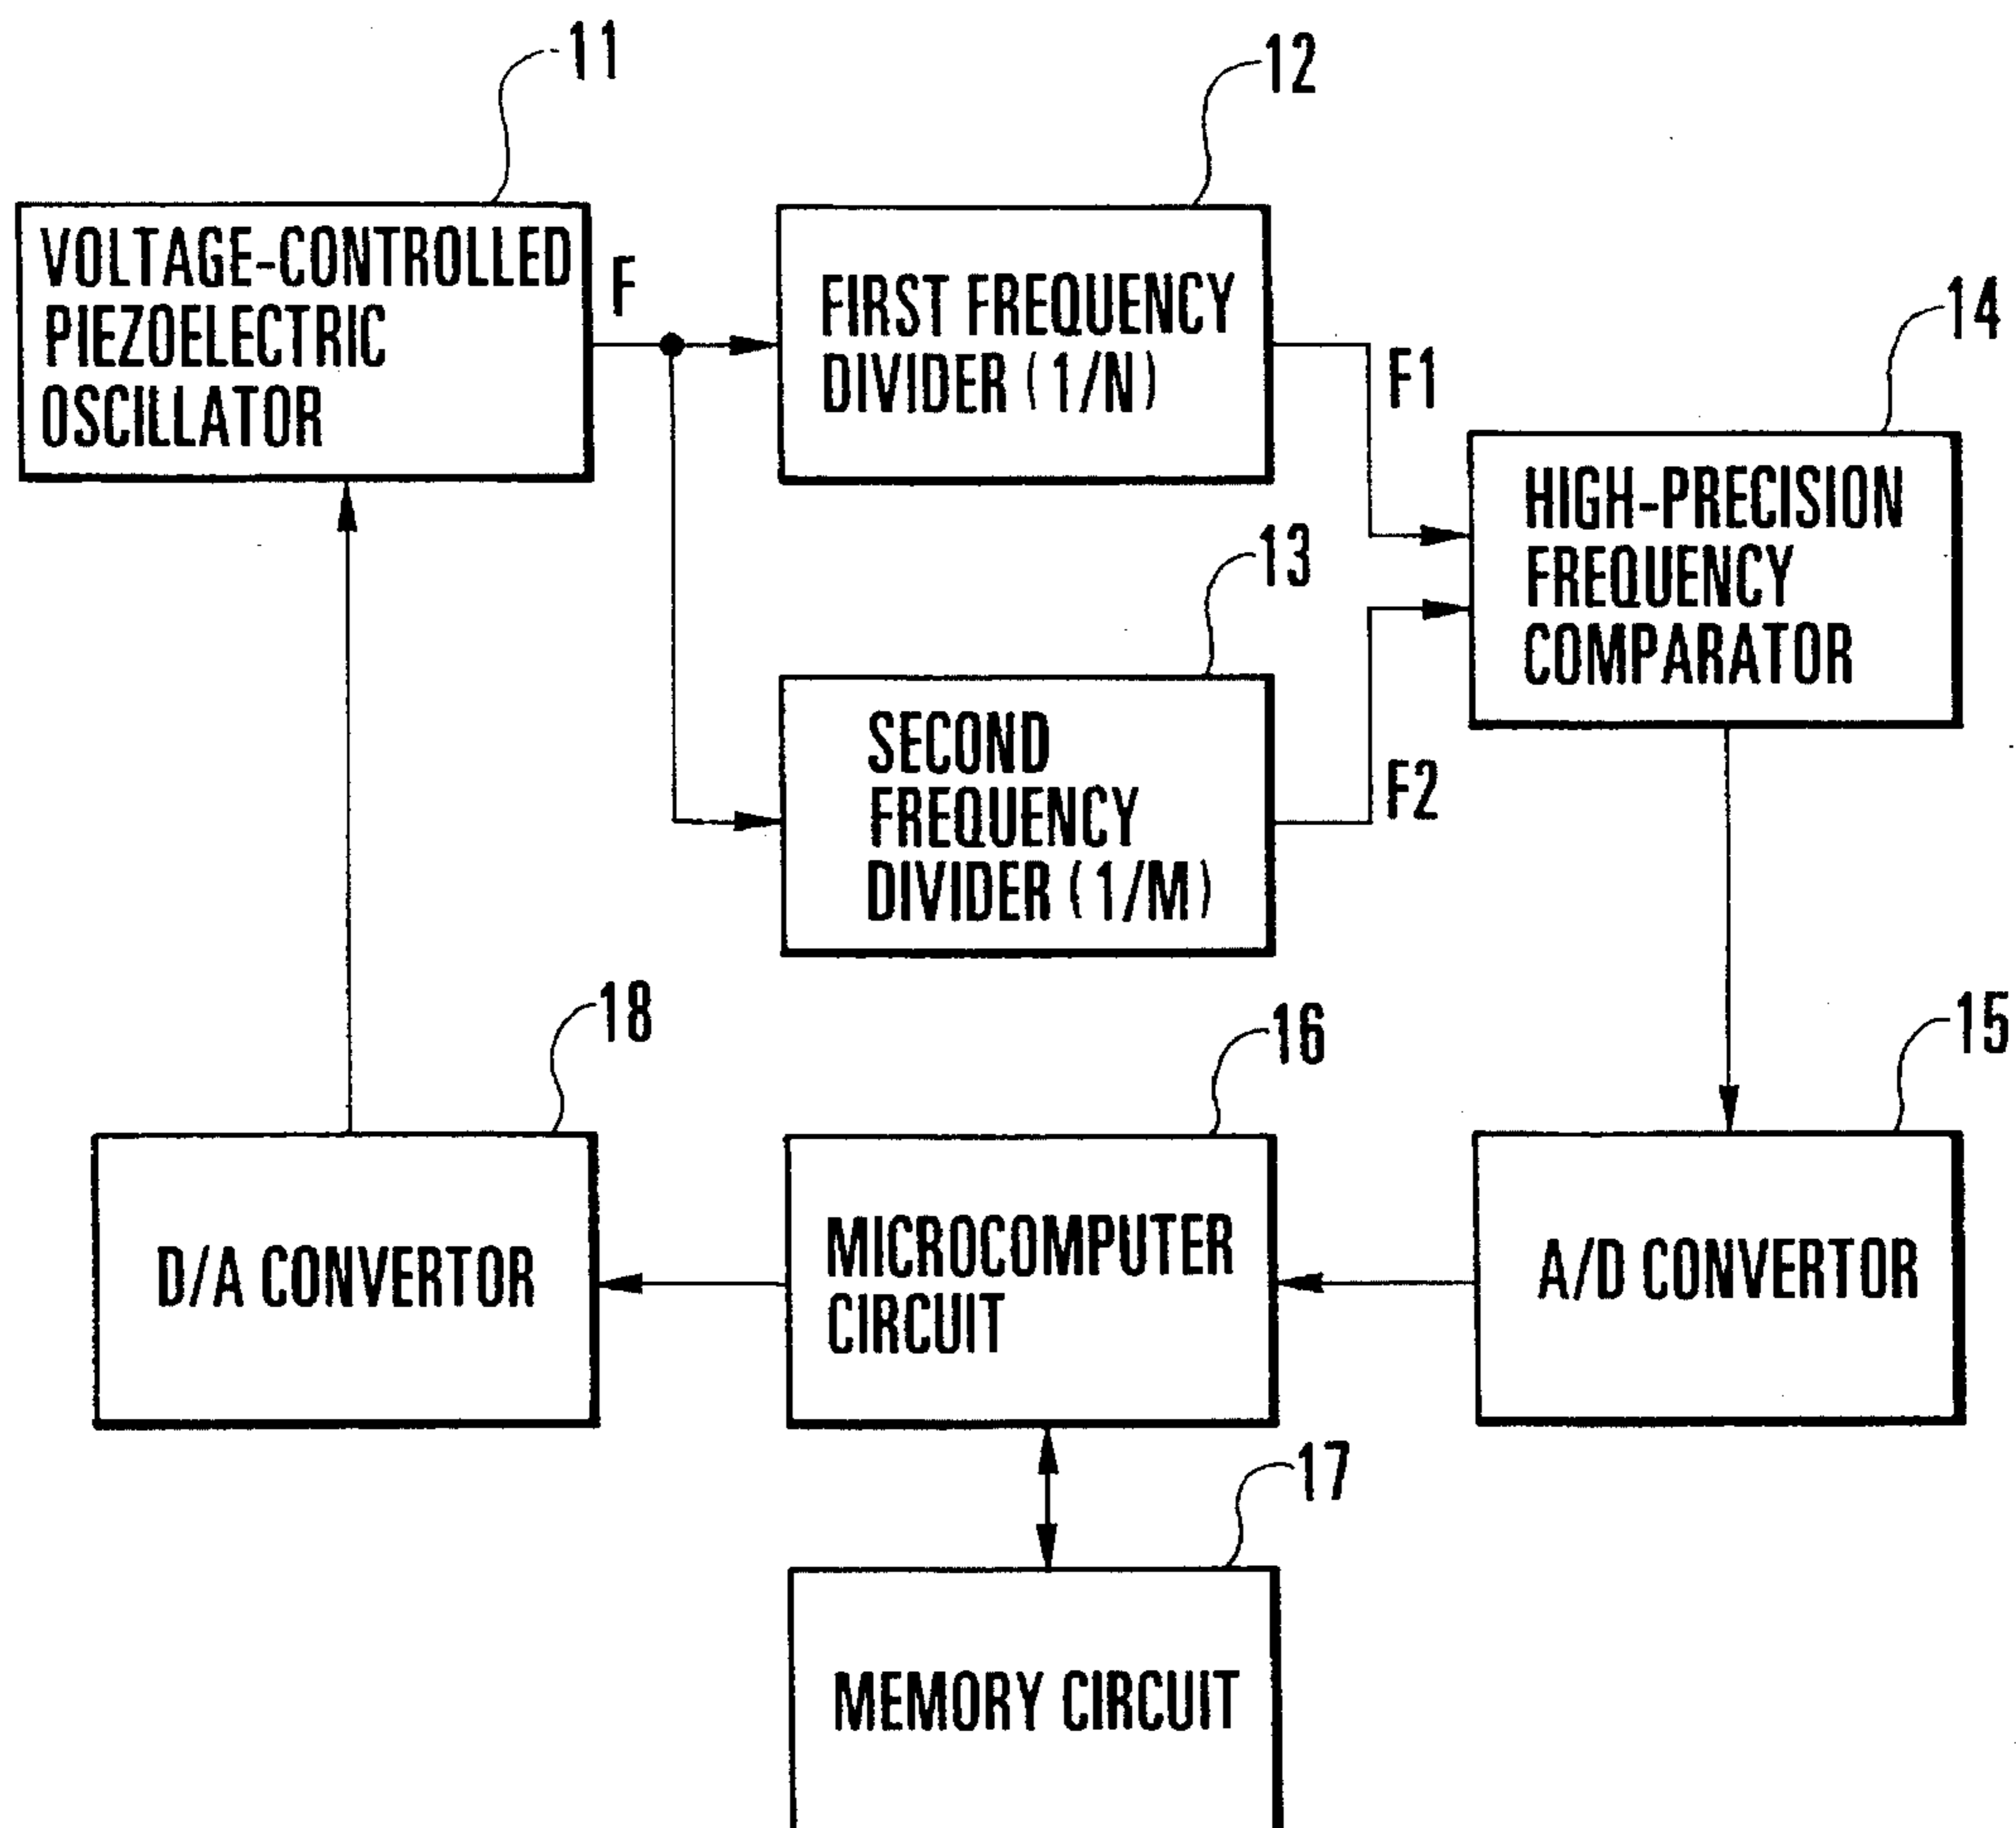 11
12
VOLTAGE-CONTROLLED
PIEZOELECTRIC
OSCILLATOR
F
FIRST FREQUENCY
DIVIDER (1/N)
F1
14
HIGH-PRECISION
FREQUENCY
COMPARATOR
13
SECOND
FREQUENCY
DIVIDER (1/M)
F2
18
16
15
D/A CONVERTOR
MICROCOMPUTER
CIRCUIT
A/D CONVERTOR
17
MEMORY CIRCUIT